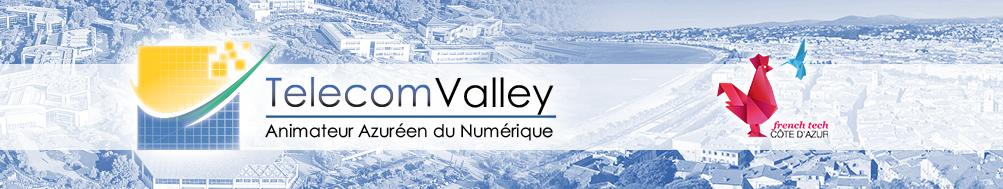 TelecomValley
Animateur Azuréen du Numérique
french tech
CÔTE D'AZUR